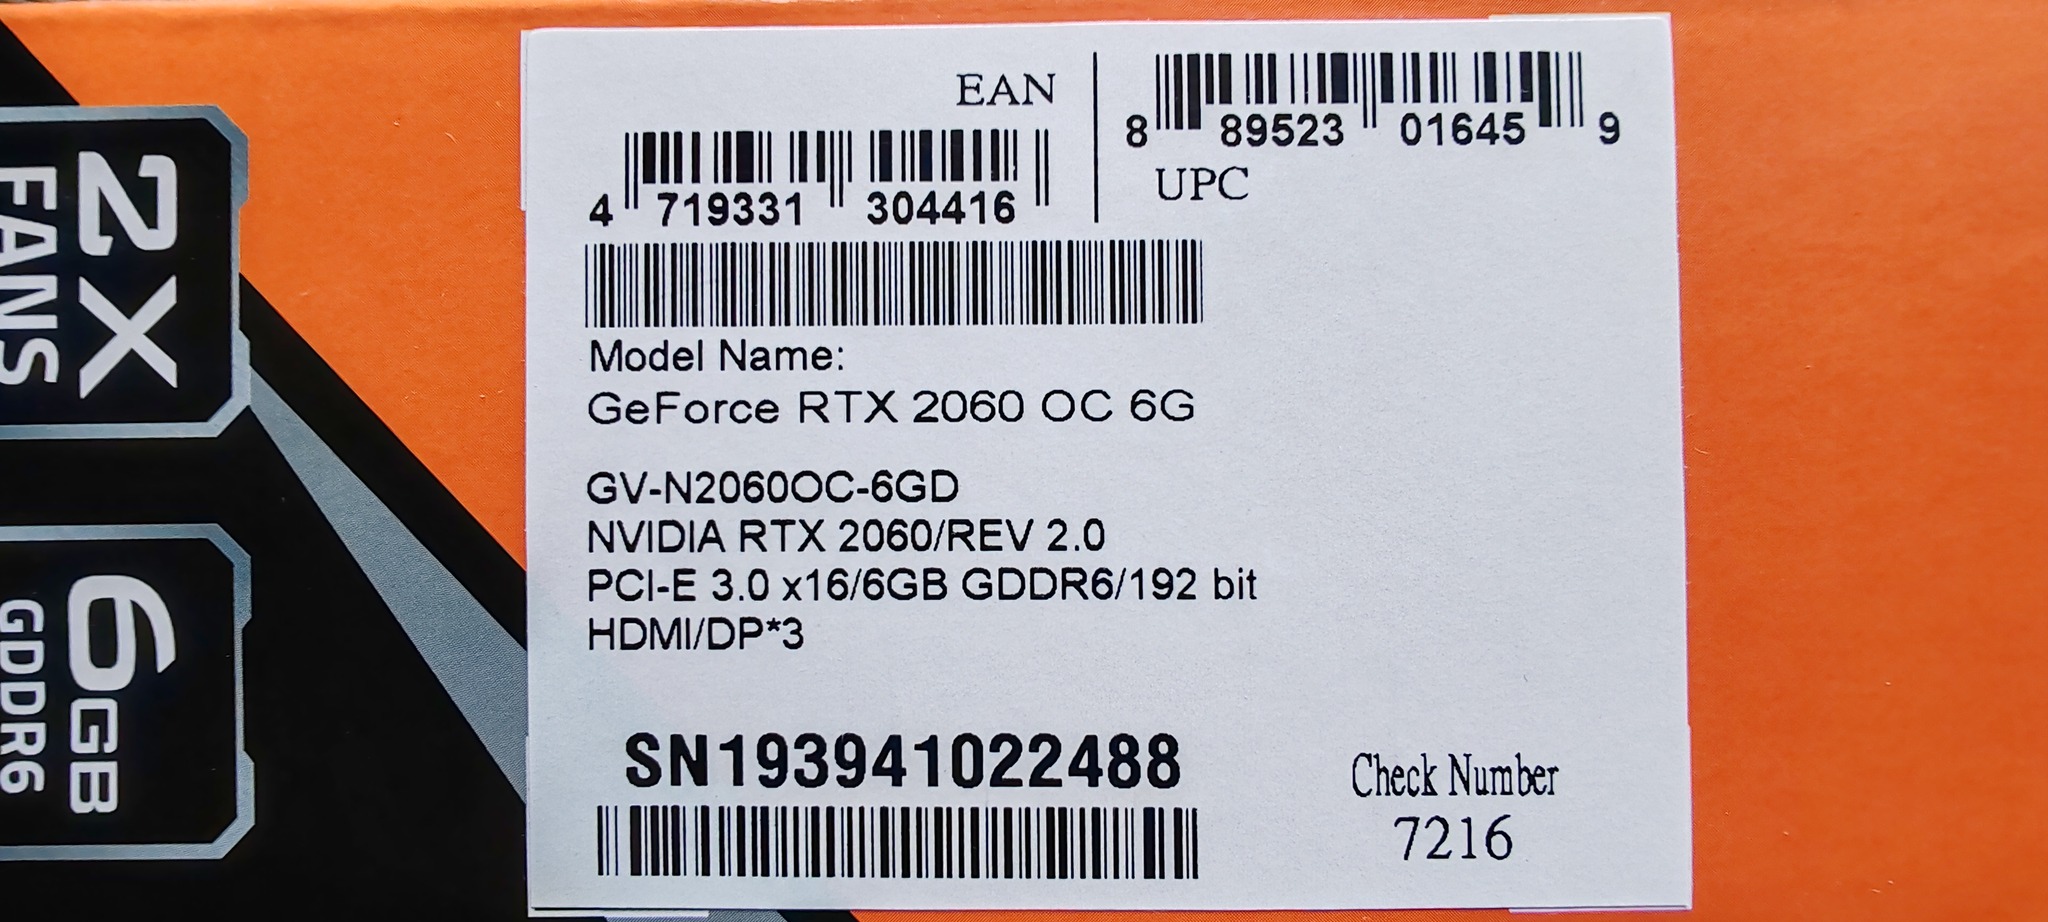 2X
FANS
6GB
GDDR6
EAN
4 719331 304416
8 89523 01645 9
UPC
Model Name:
GeForce RTX 2060 OC 6G
GV-N2060OC-6GD
NVIDIA RTX 2060/REV 2.0
PCI-E 3.0 x16/6GB GDDR6/192 bit
HDMI/DP*3
SN193941022488
Check Number
7216